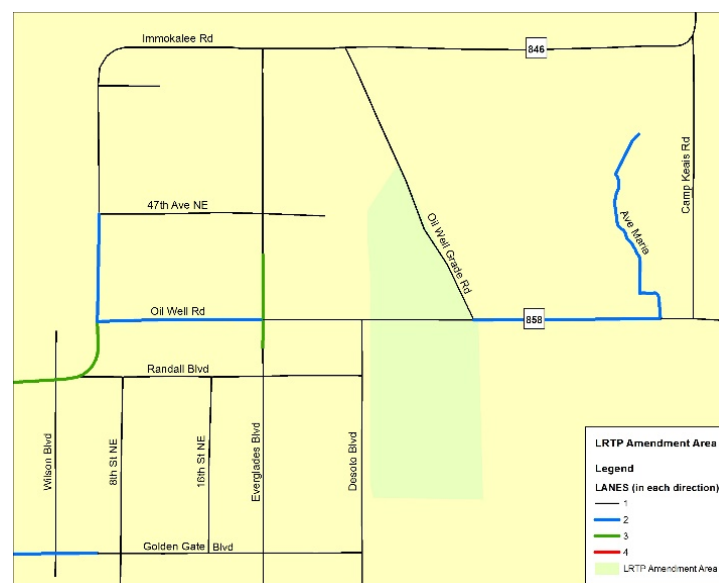 Immokalee Rd
846
Camp Keais Rd
47th Ave NE
Oil Well Grade Rd
Ave Maria
Oil Well Rd
858
Randall Blvd
Wilson Blvd
8th St NE
16th St NE
Everglades Blvd
Desoto Blvd
Golden Gate Blvd
LRTP Amendment Area
Legend
LANES (in each direction)
1
2
3
4
LRTP Amendment Area